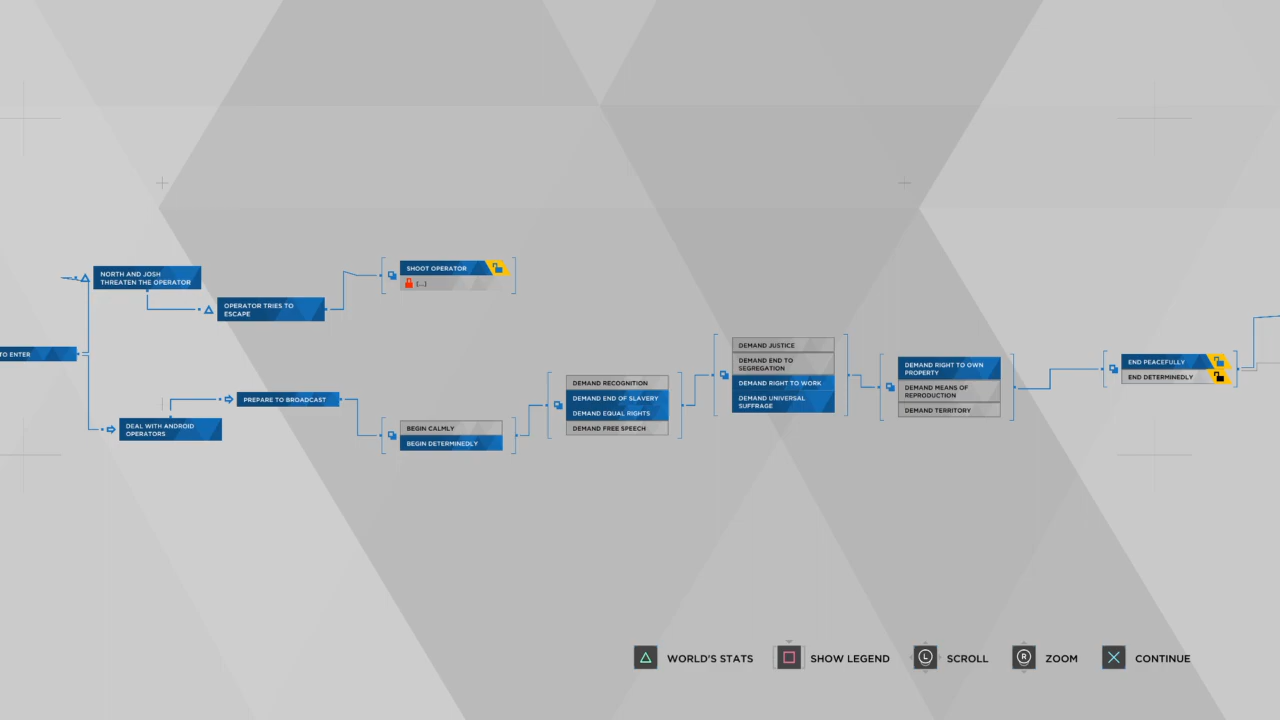 NORTH AND JOSH
THREATEN THE OPERATOR
OPERATOR TRIES TO
ESCAPE
SHOOT OPERATOR
[...]
TO ENTER
DEAL WITH ANDROID
OPERATORS
PREPARE TO BROADCAST
BEGIN CALMLY
BEGIN DETERMINEDLY
DEMAND RECOGNITION
DEMAND END OF SLAVERY
DEMAND EQUAL RIGHTS
DEMAND FREE SPEECH
DEMAND JUSTICE
DEMAND END TO
SEGREGATION
DEMAND RIGHT TO WORK
DEMAND UNIVERSAL
SUFFRAGE
DEMAND RIGHT TO OWN
PROPERTY
DEMAND MEANS OF
REPRODUCTION
DEMAND TERRITORY
END PEACEFULLY
END DETERMINEDLY
WORLD'S STATS
SHOW LEGEND
L SCROLL
R ZOOM
CONTINUE